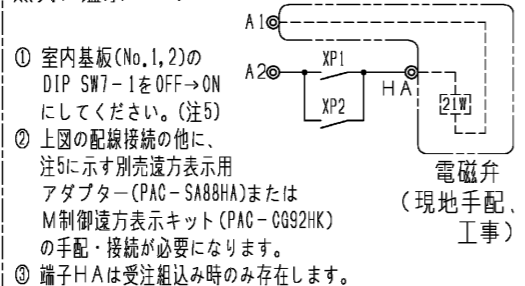 ① 室内基板(No.1,2)の
DIP SW7-1をOFF→ON
にしてください。(注5)
② 上図の配線接続の他に、
注5に示す別売遠方表示用
アダプター(PAC-SA88HA)または
M制御遠方表示キット(PAC-CG92HK)
の手配・接続が必要になります。
③ 端子HAは受注組込み時のみ存在します。
A1
A2
XP1
XP2
HA
21W
電磁弁
(現地手配、
工事)